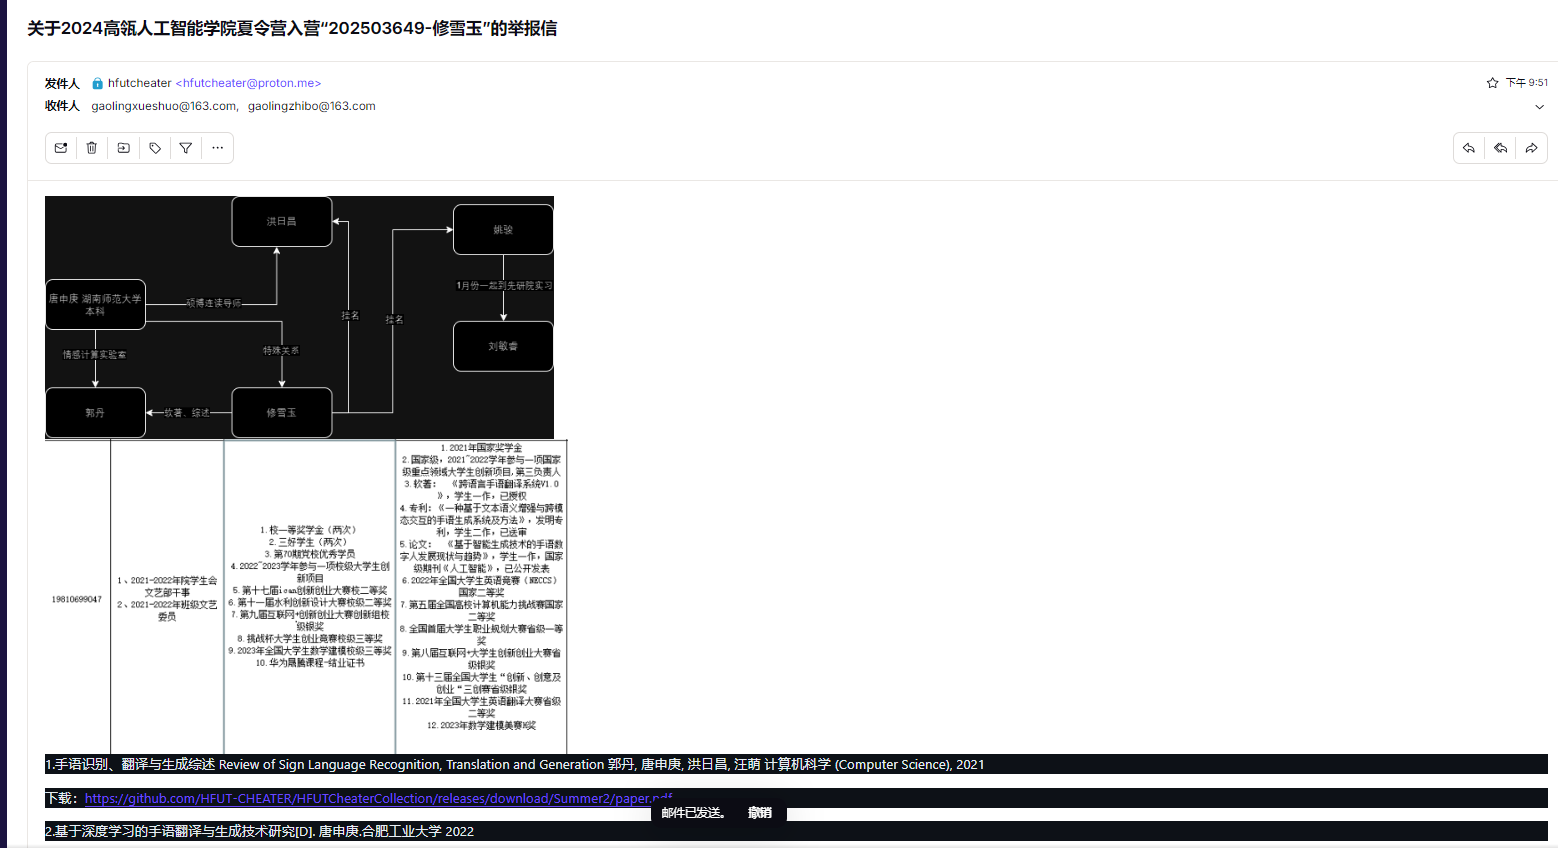 关于2024高瓴人工智能学院夏令营入营“202503649-修雪玉”的举报信
发件人 hfutcheater <hfutcheater@proton.me>
下午 9:51
收件人 gaolingxueshuo@163.com, gaolingzhibo@163.com
洪日昌
姚骏
1月份一起到先研院实习
唐申庚 湖南师范大学
本科
硕博连读导师
挂名
挂名
刘敬睿
情感计算实验室
特殊关系
郭丹
软著、综述
修雪玉
19810699047
1、2021-2022年院学生会
文艺部干事
2、2021-2022年班级文艺
委员
1.校一等奖学金（两次）
2.三好学生（两次）
3.第70期党校优秀学员
4.2022~2023学年参与一项校级大学生创
新项目
5.第十七届ican创新创业大赛校二等奖
6.第十一届水利创新设计大赛校级二等奖
7.第九届互联网+创新创业大赛创新组校
级银奖
8.挑战杯大学生创业竞赛校级三等奖
9.2023年全国大学生数学建模校级三等奖
10.华为晟腾课程-结业证书
1.2021年国家奖学金
2.国家级，2021~2022学年参与一项国家
级重点领域大学生创新项目,第三负责人
3.软著：《跨语言手语翻译系统V1.0
》，学生一作，已授权
4.专利：《一种基于文本语义增强与跨模
态交互的手语生成系统及方法》，发明专
利，学生二作，已送审
5.论文：《基于智能生成技术的手语数
字人发展现状与趋势》，学生一作，国家
级期刊《人工智能》，已公开发表
6.2022年全国大学生英语竞赛（NECCS）
国家二等奖
7.第五届全国高校计算机能力挑战赛国家
二等奖
8.全国首届大学生职业规划大赛省级一等
奖
9.第八届互联网+大学生创新创业大赛省
级银奖
10.第十三届全国大学生“创新、创意及
创业“三创赛省级银奖
11.2021年全国大学生英语翻译大赛省级
二等奖
12.2023年数学建模美赛M奖
1.手语识别、翻译与生成综述 Review of Sign Language Recognition, Translation and Generation 郭丹, 唐申庚, 洪日昌, 汪萌 计算机科学 (Computer Science), 2021
下载：https://github.com/HFUT-CHEATER/HFUTCheaterCollection/releases/download/Summer2/paper.pdf
邮件已发送。 撤销
2.基于深度学习的手语翻译与生成技术研究[D]. 唐申庚.合肥工业大学 2022